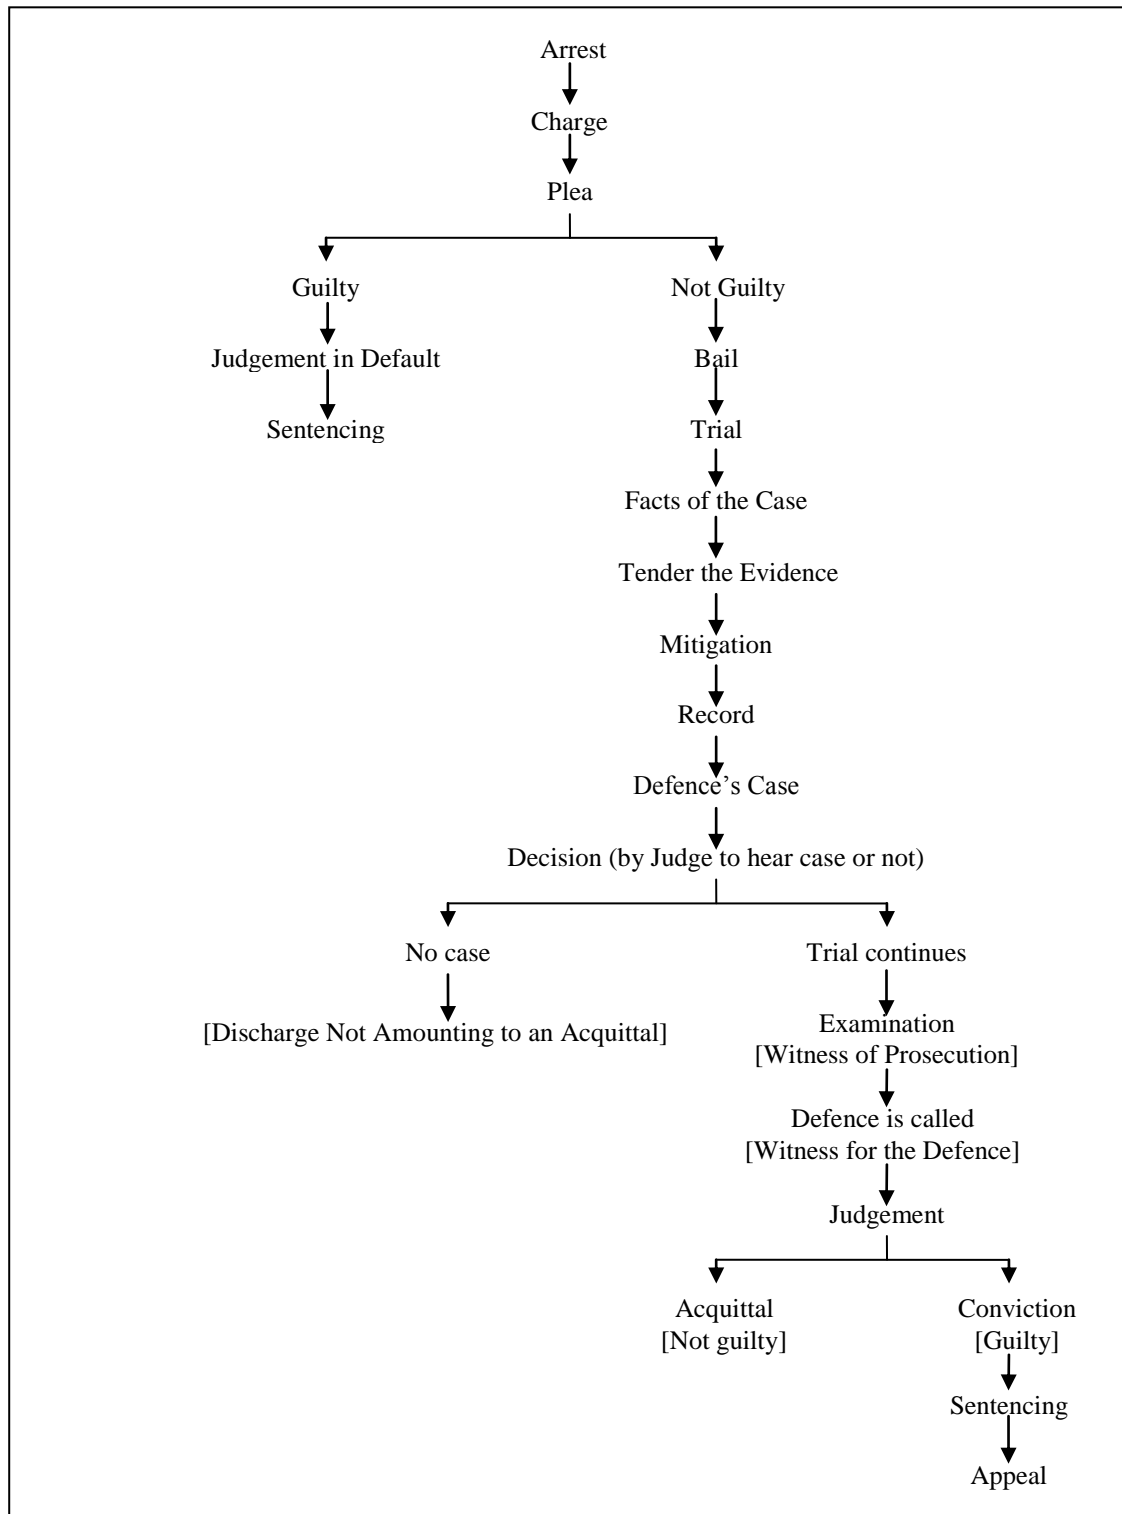 Arrest
Charge
Plea
Guilty
Not Guilty
Judgement in Default
Bail
Sentencing
Trial
Facts of the Case
Tender the Evidence
Mitigation
Record
Defence’s Case
Decision (by Judge to hear case or not)
No case
Trial continues
[Discharge Not Amounting to an Acquittal]
Examination
[Witness of Prosecution]
Defence is called
[Witness for the Defence]
Judgement
Acquittal
[Not guilty]
Conviction
[Guilty]
Sentencing
Appeal